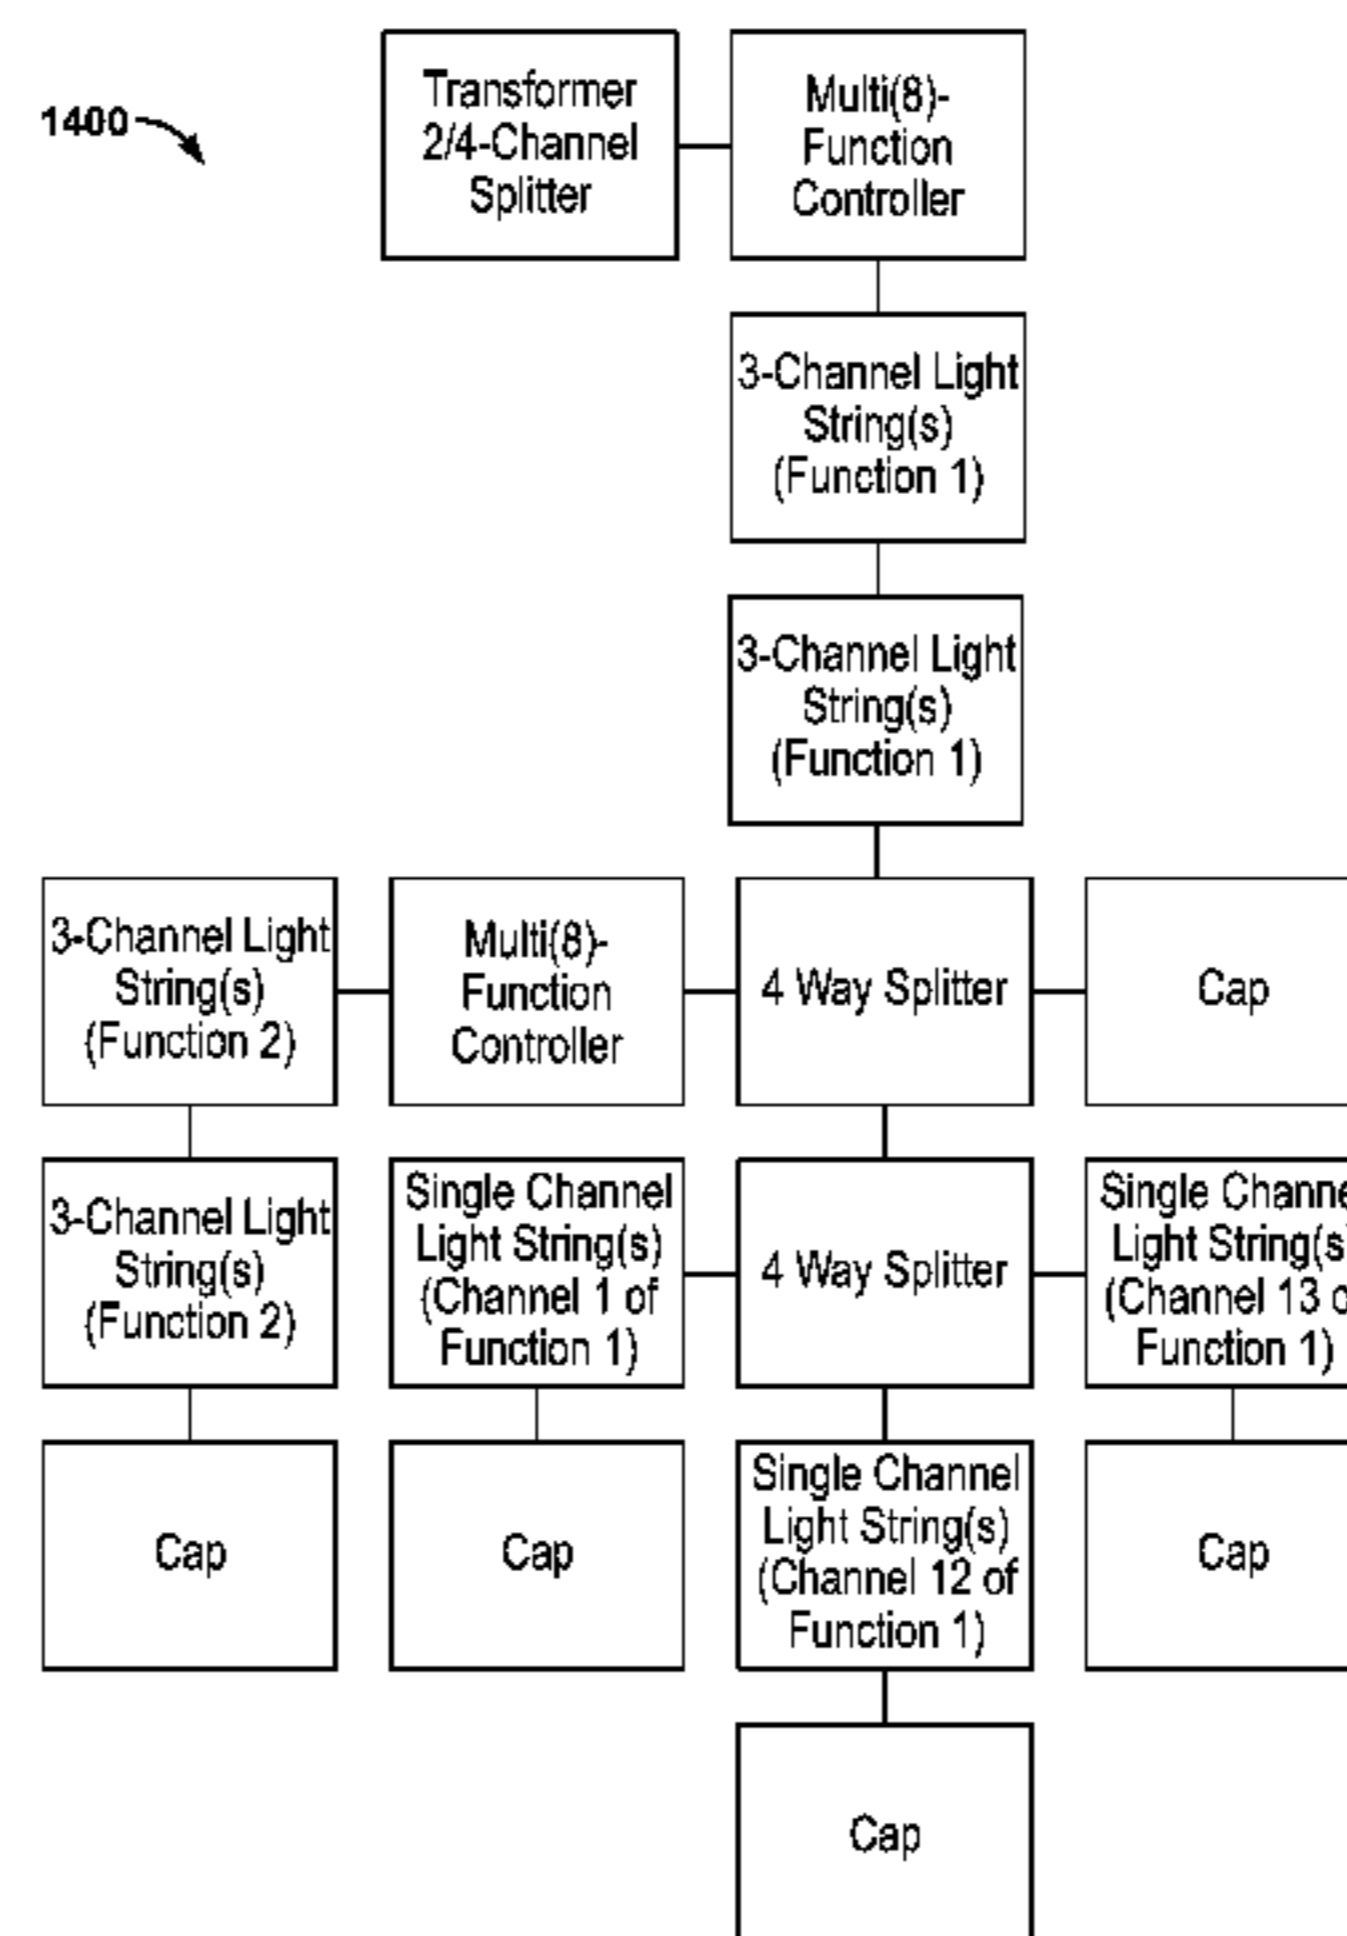 1400
Transformer
2/4-Channel
Splitter
Multi(8)-
Function
Controller
3-Channel Light
String(s)
(Function 1)
3-Channel Light
String(s)
(Function 1)
3-Channel Light
String(s)
(Function 2)
Multi(8)-
Function
Controller
4 Way Splitter
Cap
3-Channel Light
String(s)
(Function 2)
Single Channel
Light String(s)
(Channel 1 of
Function 1)
4 Way Splitter
Single
Light
(Channel 13
Function 1)
Cap
Cap
Single Channel
Light String(s)
(Channel 12 of
Function 1)
Cap
Cap